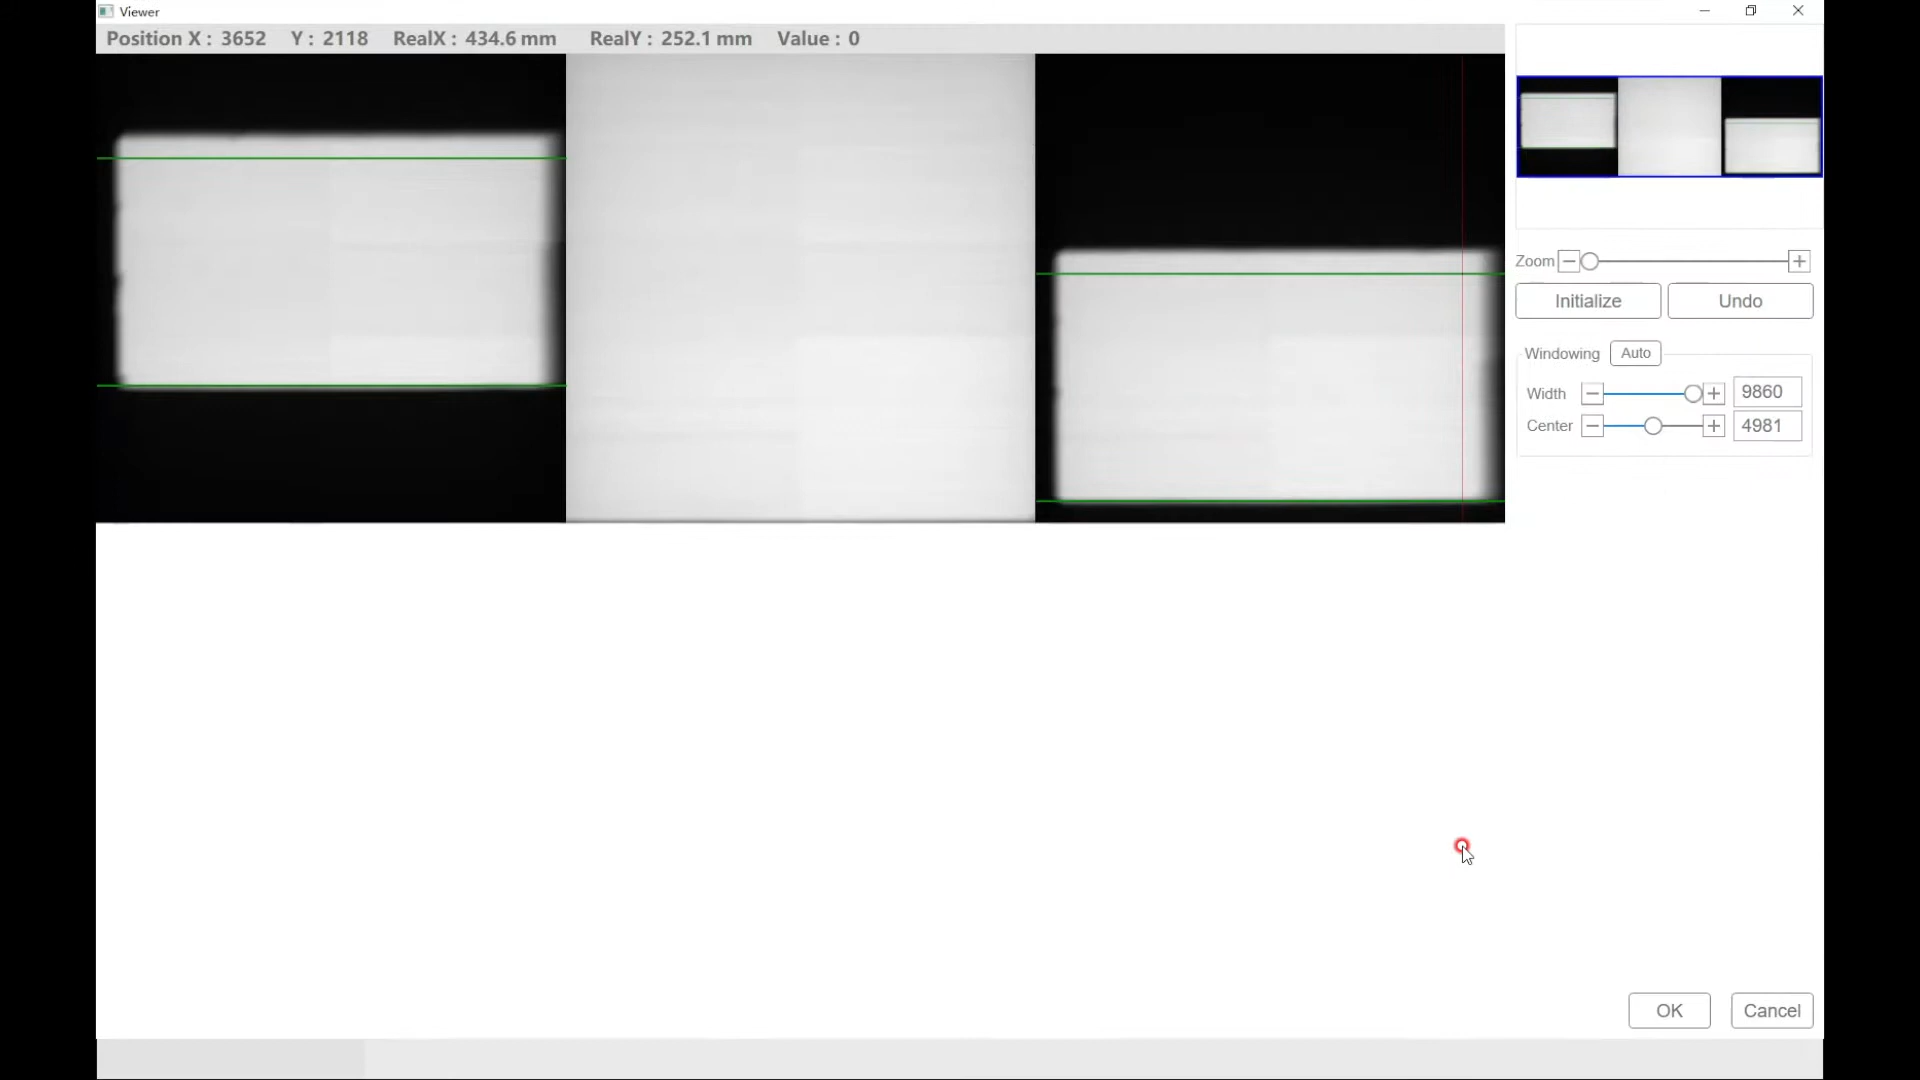 Viewer
Position X : 3652 Y : 2118 RealX : 434.6 mm RealY : 252.1 mm Value : 0
Zoom
Initialize Undo
Windowing Auto
Width 9860
Center 4981
OK Cancel